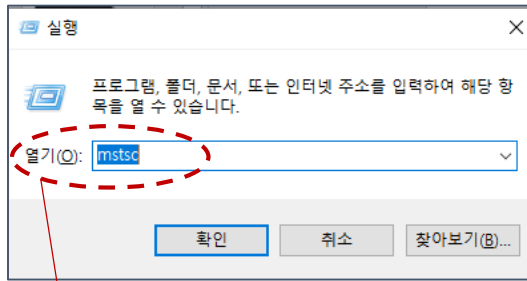 실행
프로그램, 폴더, 문서, 또는 인터넷 주소를 입력하여 해당 항
목을 열 수 있습니다.
열기(O): mstsc
확인 취소 찾아보기(B)...